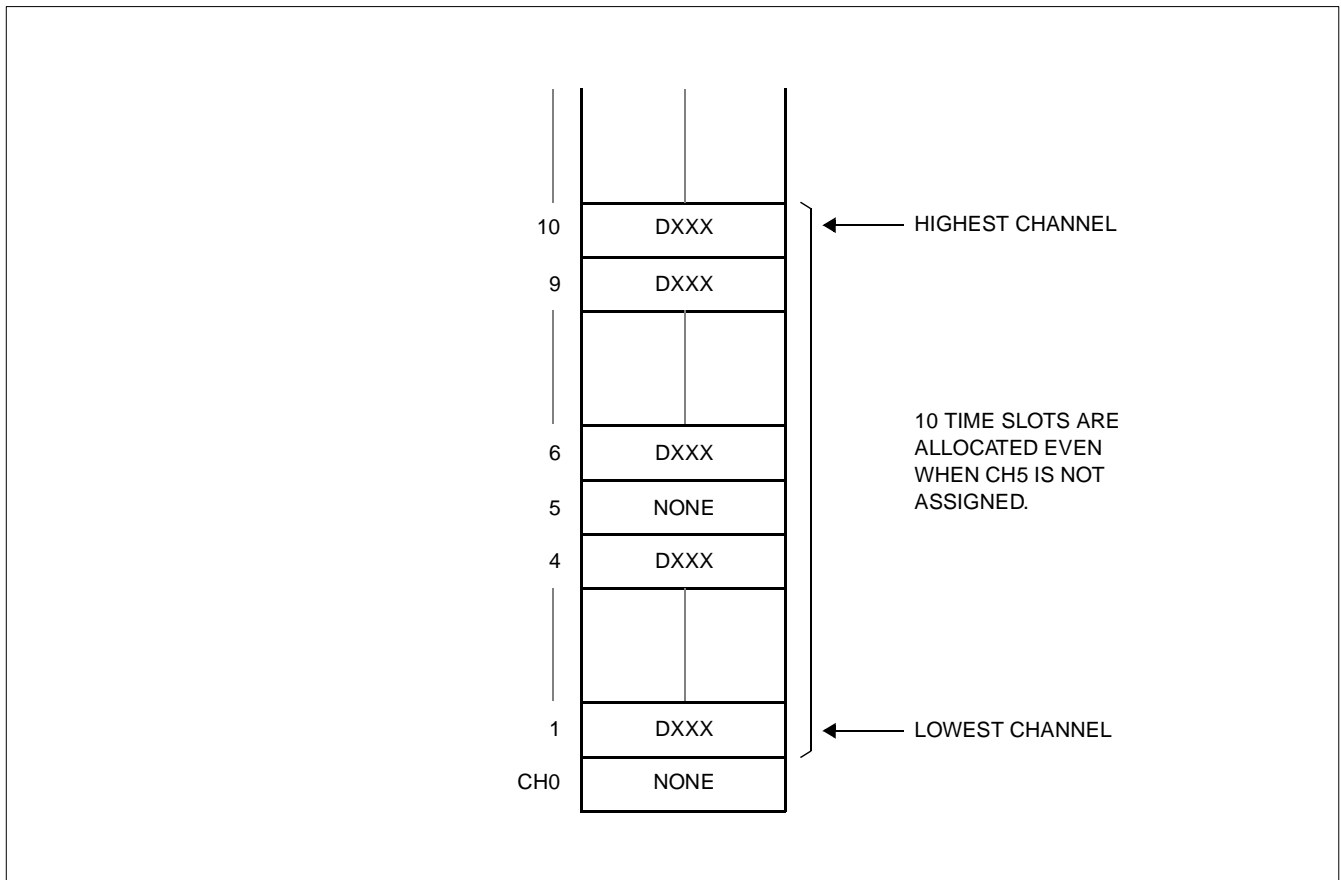 10 DXXX HIGHEST CHANNEL
9 DXXX
10 TIME SLOTS ARE
ALLOCATED EVEN
WHEN CH5 IS NOT
ASSIGNED.
6 DXXX
5 NONE
4 DXXX
1 DXXX LOWEST CHANNEL
CH0 NONE